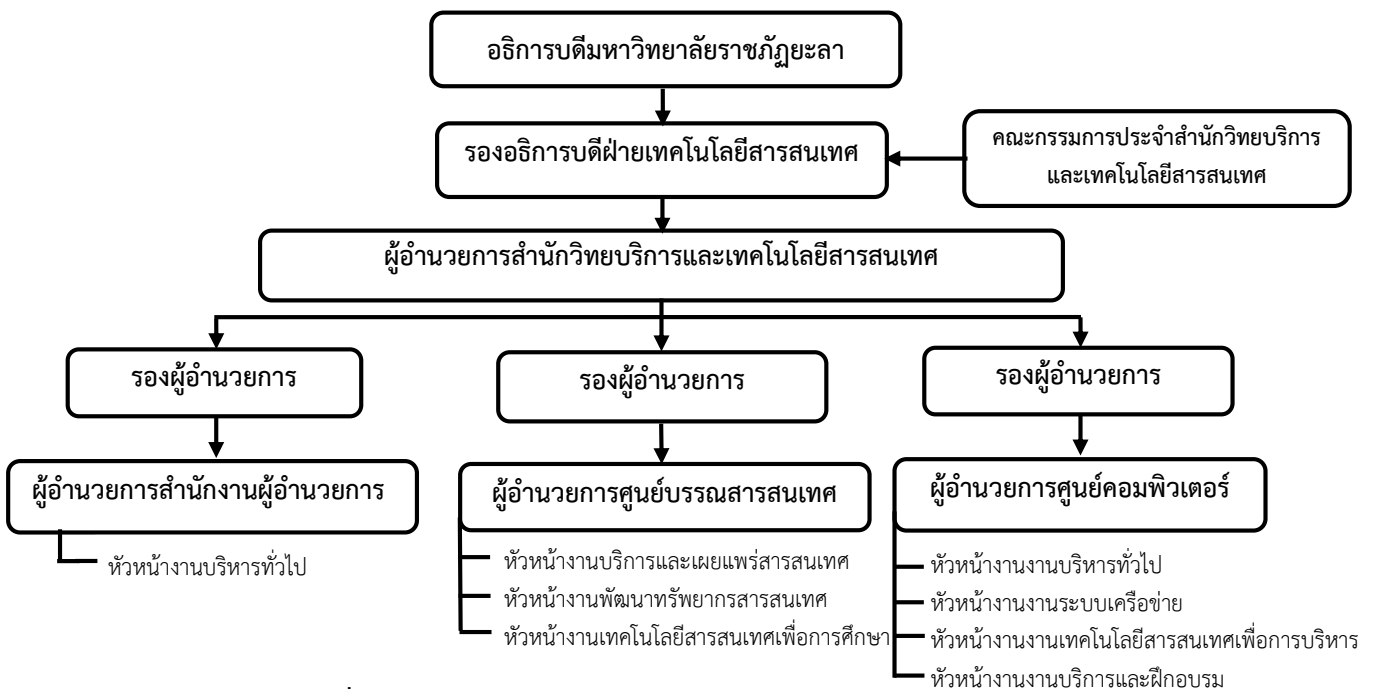 อธิการบดีมหาวิทยาลัยราชภัฏยะลา
รองอธิการบดีฝ่ายเทคโนโลยีสารสนเทศ
คณะกรรมการประจำสำนักวิทยบริการ
และเทคโนโลยีสารสนเทศ
ผู้อำนวยการสำนักวิทยบริการและเทคโนโลยีสารสนเทศ
รองผู้อำนวยการ
รองผู้อำนวยการ
รองผู้อำนวยการ
ผู้อำนวยการสำนักงานผู้อำนวยการ
ผู้อำนวยการศูนย์บรรณสารสนเทศ
ผู้อำนวยการศูนย์คอมพิวเตอร์
หัวหน้างานบริหารทั่วไป
หัวหน้างานบริการและเผยแพร่สารสนเทศ
หัวหน้างานพัฒนาทรัพยากรสารสนเทศ
หัวหน้างานเทคโนโลยีสารสนเทศเพื่อการศึกษา
หัวหน้างานงานบริหารทั่วไป
หัวหน้างานงานระบบเครือข่าย
หัวหน้างานงานเทคโนโลยีสารสนเทศเพื่อการบริหาร
หัวหน้างานงานบริการและฝึกอบรม